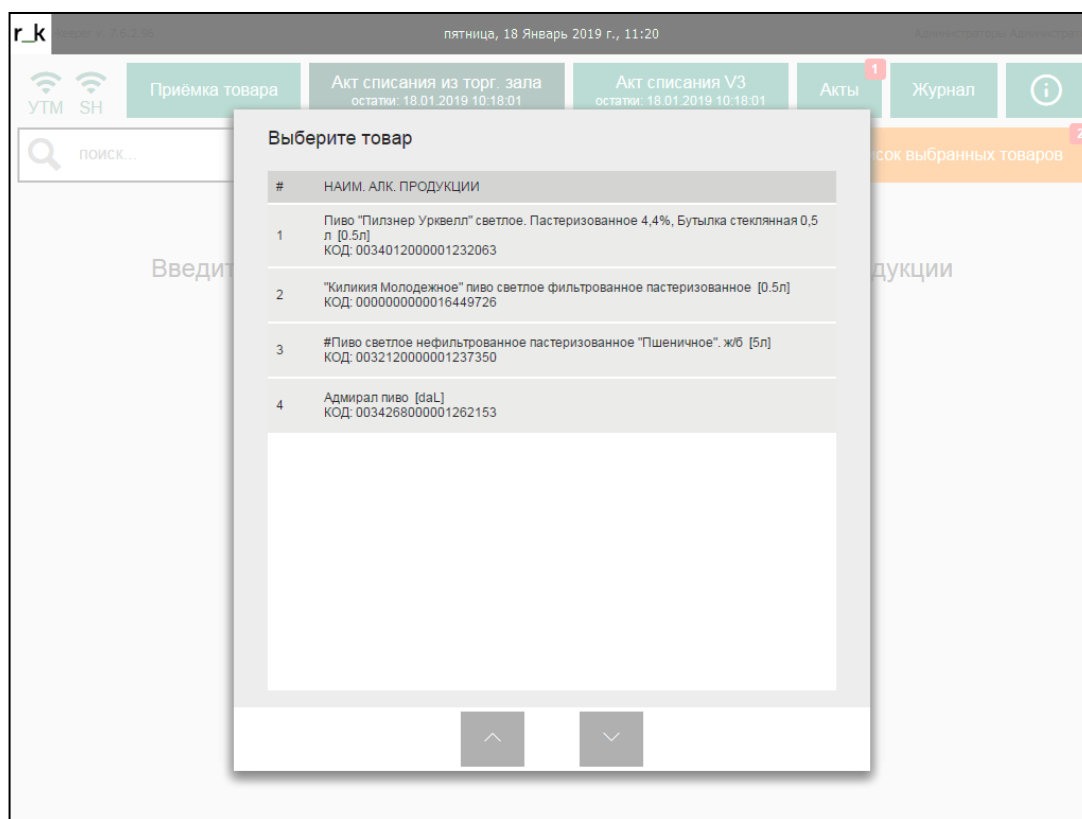 r_k
пятница, 18 Январь 2019 г., 11:20
УТМ SH
Приёмка товара
Акт списания из торг. зала
остатки: 18.01.2019 10:18:01
Акт списания V3
остатки: 18.01.2019 10:18:01
Акты
1
Журнал
поиск...
выбранных товаров
2
Выберите товар
# НАИМ. АЛК. ПРОДУКЦИИ
1 Пиво "Пилзнер Урквелл" светлое. Пастеризованное 4,4%, Бутылка стеклянная 0,5
л [0.5л]
КОД: 0034012000001232063
2 "Киликия Молодежное" пиво светлое фильтрованное пастеризованное [0.5л]
КОД: 0000000000016449726
3 #Пиво светлое нефильтрованное пастеризованное "Пшеничное". ж/б [5л]
КОД: 0032120000001237350
4 Адмирал пиво [daL]
КОД: 0034268000001262153